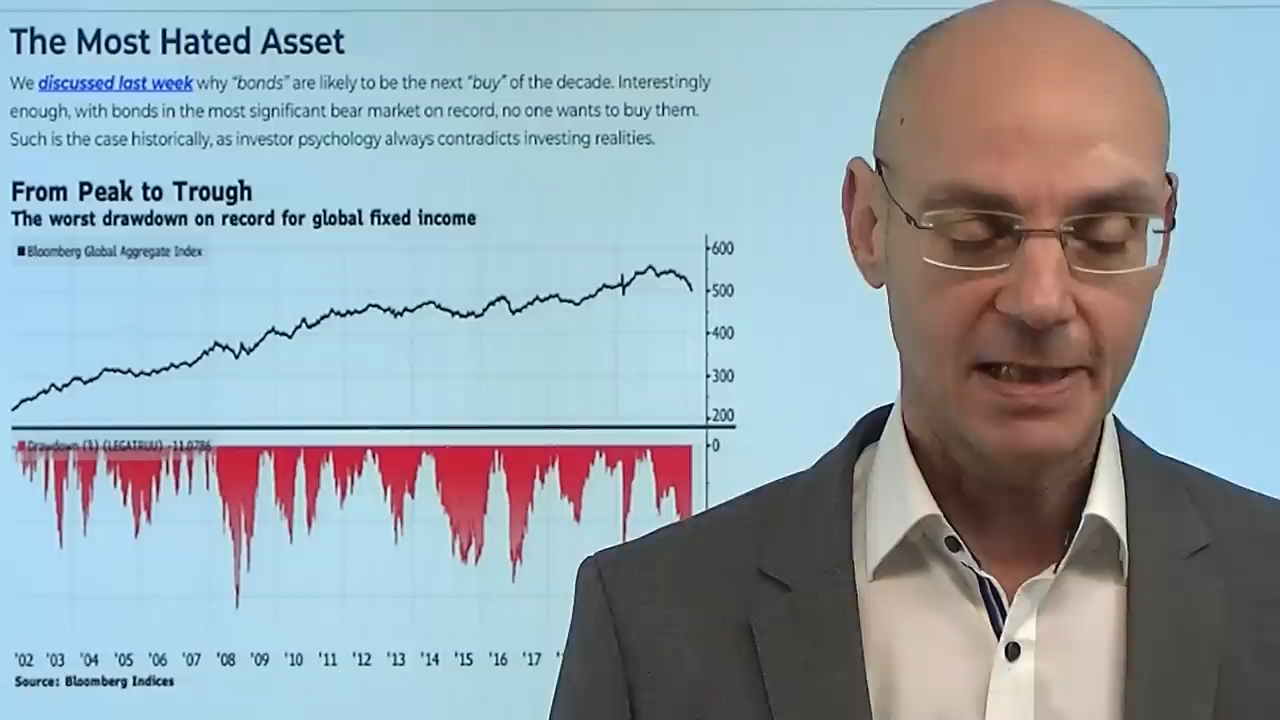 The Most Hated Asset
We discussed last week why “bonds” are likely to be the next “buy” of the decade. Interestingly
enough, with bonds in the most significant bear market on record, no one wants to buy them.
Such is the case historically, as investor psychology always contradicts investing realities.
From Peak to Trough
The worst drawdown on record for global fixed income
Bloomberg Global Aggregate Index
600
500
400
300
200
Drawdown (%) (LEGATRUU) -11.0786
0
'02 '03 '04 '05 '06 '07 '08 '09 '10 '11 '12 '13 '14 '15 '16 '17
Source: Bloomberg Indices